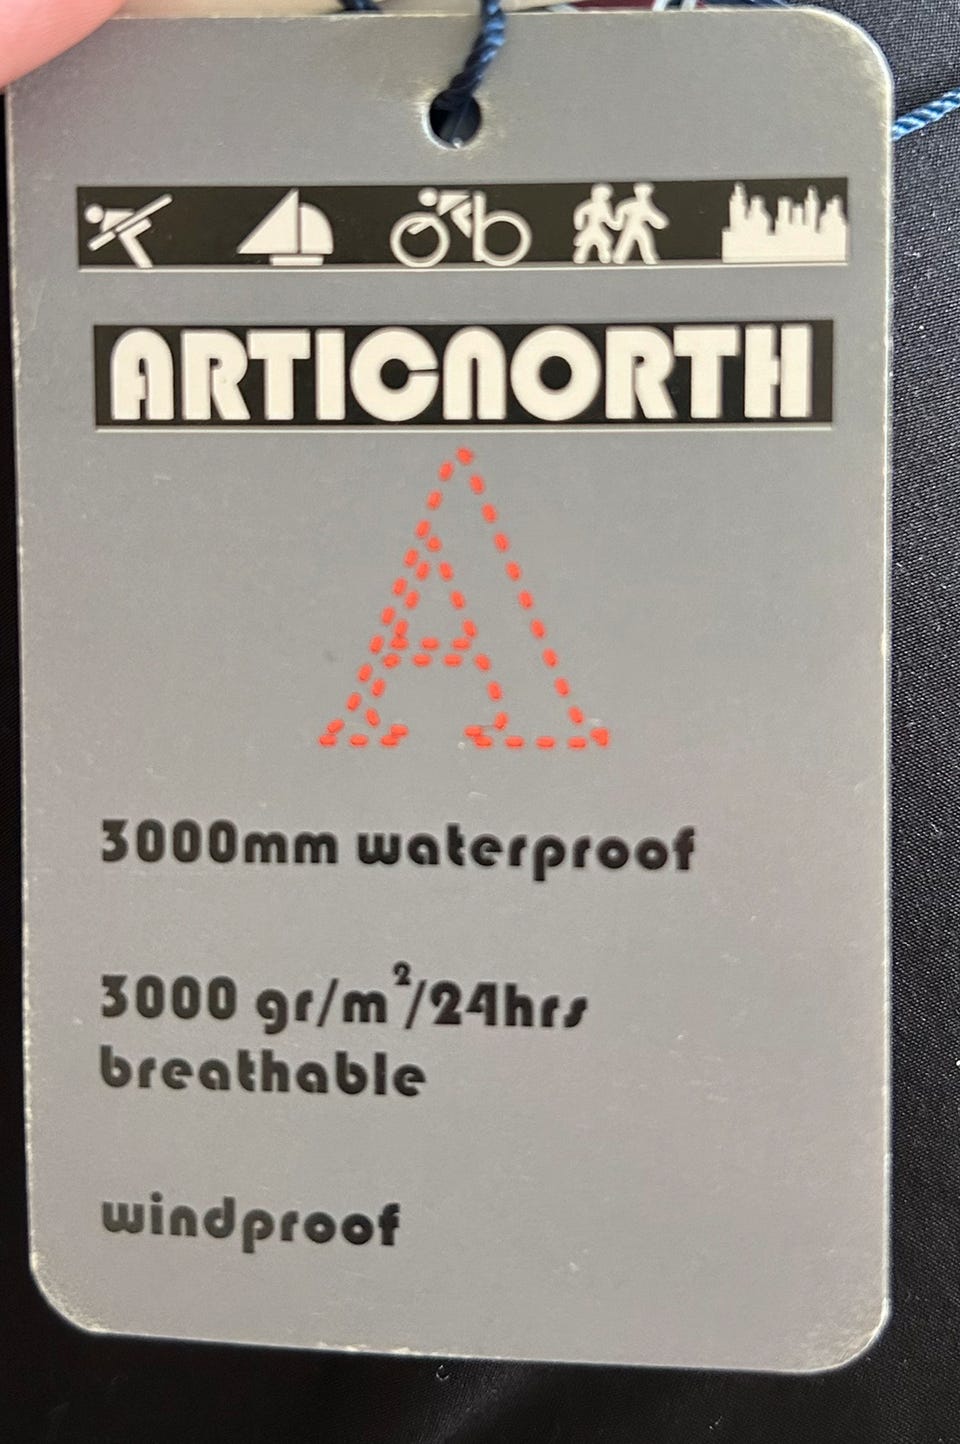 ARTICNORTH
A
3000mm waterproof
3000 gr/m²/24hrs
breathable
windproof